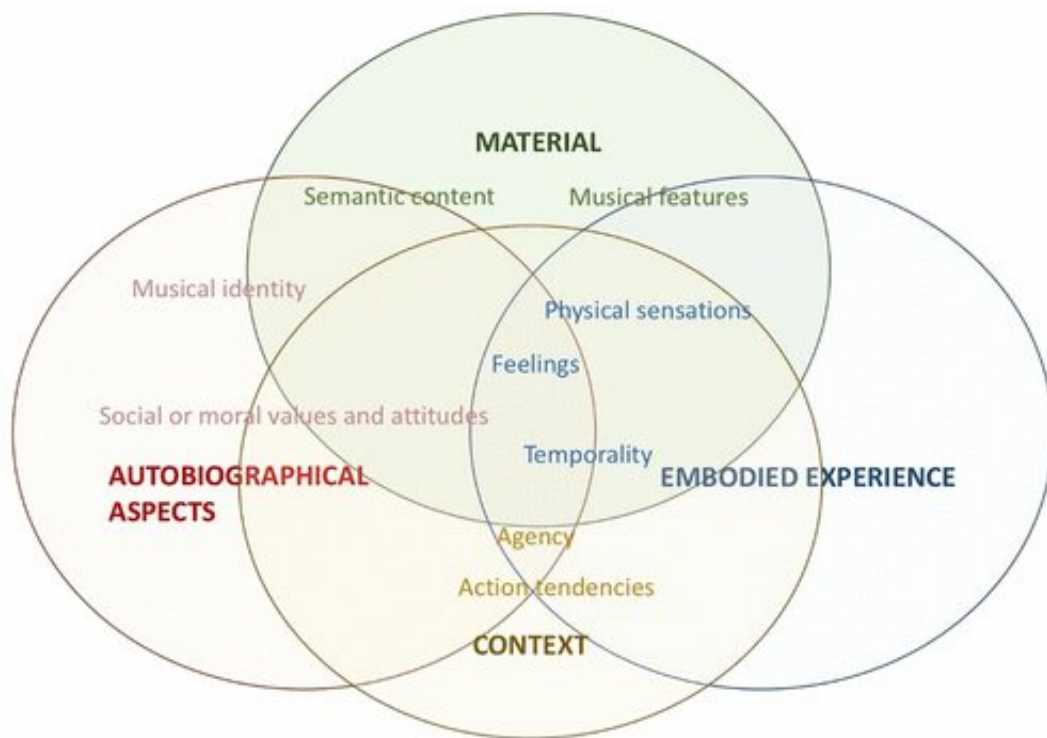 MATERIAL
Semantic content
Musical features
Musical identity
Physical sensations
Feelings
Social or moral values and attitudes
Temporality
AUTOBIOGRAPHICAL
ASPECTS
EMBODIED EXPERIENCE
Agency
Action tendencies
CONTEXT